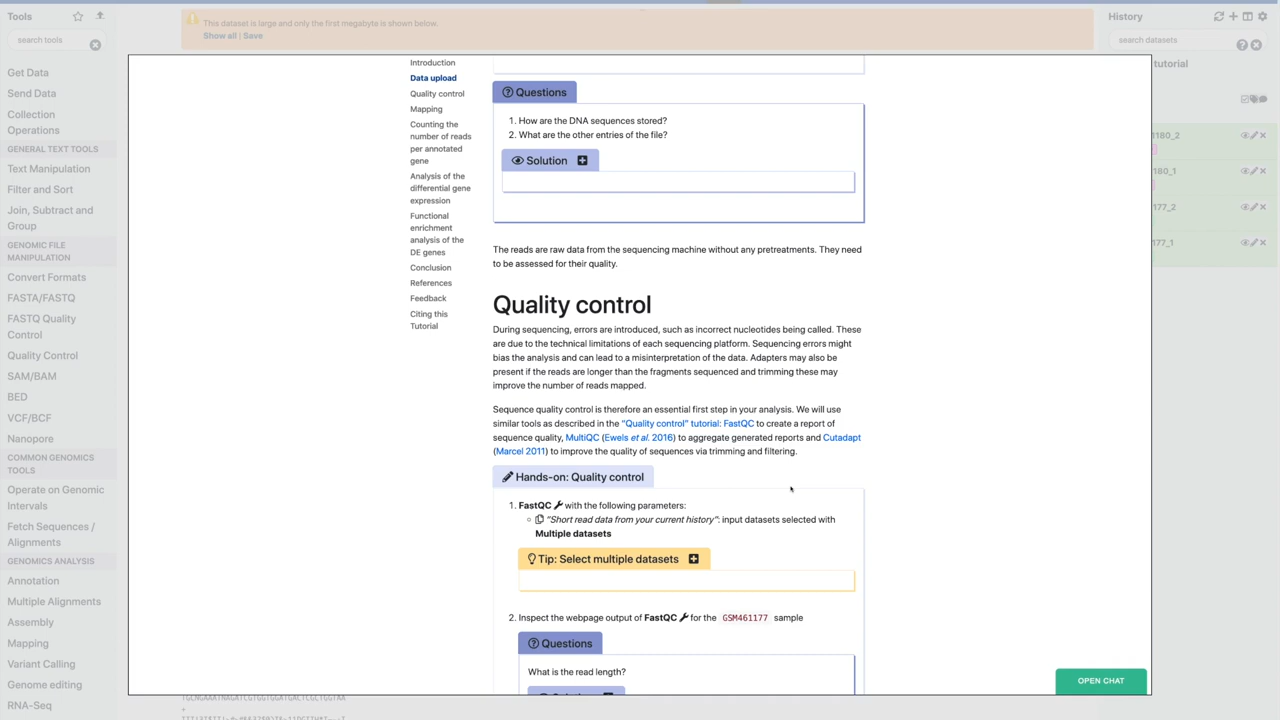 Tools
History
This dataset is large and only the first megabyte is shown below.
Show all | Save
search tools
search datasets
tutorial
Get Data
Send Data
Collection
Operations
GENERAL TEXT TOOLS
Text Manipulation
Filter and Sort
Join, Subtract and
Group
GENOMIC FILE
MANIPULATION
Convert Formats
FASTA/FASTQ
FASTQ Quality
Control
Quality Control
SAM/BAM
BED
VCF/BCF
Nanopore
COMMON GENOMICS
TOOLS
Operate on Genomic
Intervals
Fetch Sequences /
Alignments
GENOMICS ANALYSIS
Annotation
Multiple Alignments
Assembly
Mapping
Variant Calling
Genome editing
RNA-Seq
Introduction
Data upload
Quality control
Mapping
Counting the
number of reads
per annotated
gene
Analysis of the
differential gene
expression
Functional
enrichment
analysis of the
DE genes
Conclusion
References
Feedback
Citing this
Tutorial
Questions
1. How are the DNA sequences stored?
2. What are the other entries of the file?
Solution
The reads are raw data from the sequencing machine without any pretreatments. They need
to be assessed for their quality.
Quality control
During sequencing, errors are introduced, such as incorrect nucleotides being called. These
are due to the technical limitations of each sequencing platform. Sequencing errors might
bias the analysis and can lead to a misinterpretation of the data. Adapters may also be
present if the reads are longer than the fragments sequenced and trimming these may
improve the number of reads mapped.
Sequence quality control is therefore an essential first step in your analysis. We will use
similar tools as described in the "Quality control" tutorial: FastQC to create a report of
sequence quality, MultiQC (Ewels et al. 2016) to aggregate generated reports and Cutadapt
(Marcel 2011) to improve the quality of sequences via trimming and filtering.
Hands-on: Quality control
1. FastQC with the following parameters:
"Short read data from your current history": input datasets selected with
Multiple datasets
Tip: Select multiple datasets
2. Inspect the webpage output of FastQC for the GSM461177 sample
Questions
What is the read length?
1180_2
180_1
177_2
177_1
OPEN CHAT